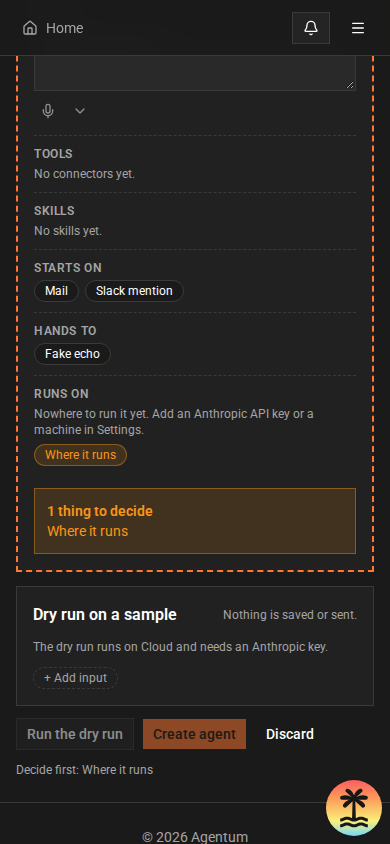 Home
TOOLS
No connectors yet.
SKILLS
No skills yet.
STARTS ON
Mail Slack mention
HANDS TO
Fake echo
RUNS ON
Nowhere to run it yet. Add an Anthropic API key or a
machine in Settings.
Where it runs
1 thing to decide
Where it runs
Dry run on a sample Nothing is saved or sent.
The dry run runs on Cloud and needs an Anthropic key.
+ Add input
Run the dry run Create agent Discard
Decide first: Where it runs
© 2026 Agentum